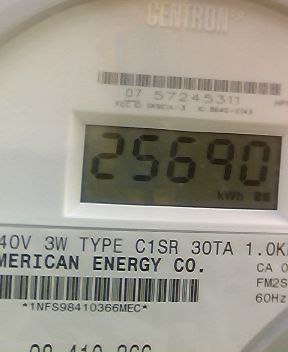 CENTRON®
07 57245311
25690
kWh
40V 3W TYPE C1SR 30TA 1.0K
MERICAN ENERGY CO.
CA 0
FM2S
60Hz
*1NFS98410366MEC*